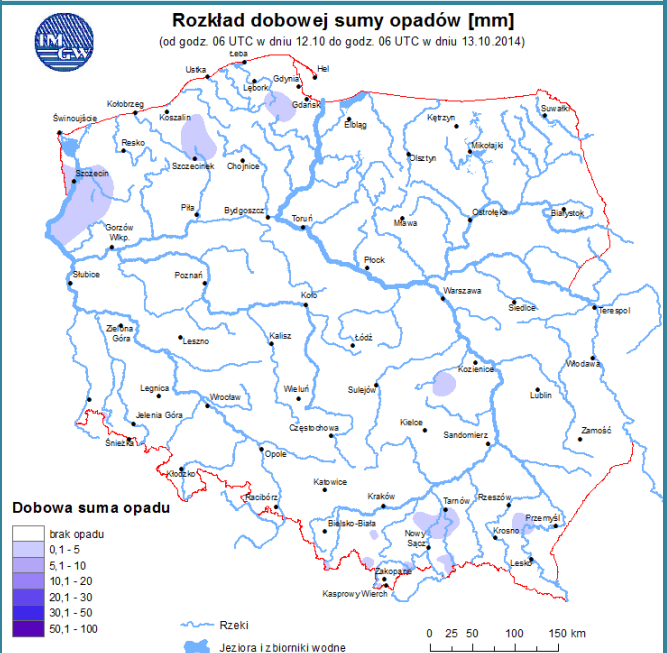 IMGW
Rozkład dobowej sumy opadów [mm]
(od godz. 06 UTC w dniu 12.10 do godz. 06 UTC w dniu 13.10.2014)
Łeba
Hel
Ustka
Gdynia
Lębork
Kołobrzeg
Gdańsk
Suwałki
Koszalin
Świnoujście
Elbląg
Kętrzyn
Resko
Mikołajki
Szczecinek
Chojnice
Olsztyn
Szczecin
Piła
Bydgoszcz
Toruń
Mława
Ostrołęka
Białystok
Gorzów
Wlkp.
Płock
Słubice
Poznań
Warszawa
Koło
Siedlce
Terespol
Zielona
Góra
Leszno
Kalisz
Łódź
Kozienice
Włodawa
Legnica
Wrocław
Wieluń
Sulejów
Lublin
Jelenia Góra
Częstochowa
Kielce
Sandomierz
Zamość
Śnieżka
Opole
Kłodzko
Katowice
Racibórz
Kraków
Tarnów
Rzeszów
Bielsko-Biała
Przemyśl
Nowy
Sącz
Krosno
Lesko
Zakopane
Kasprowy Wierch
Dobowa suma opadu
brak opadu
0,1 - 5
5,1 - 10
10,1 - 20
20,1 - 30
30,1 - 50
50,1 - 100
Rzeki
Jeziora i zbiorniki wodne
0 25 50 100 150 km